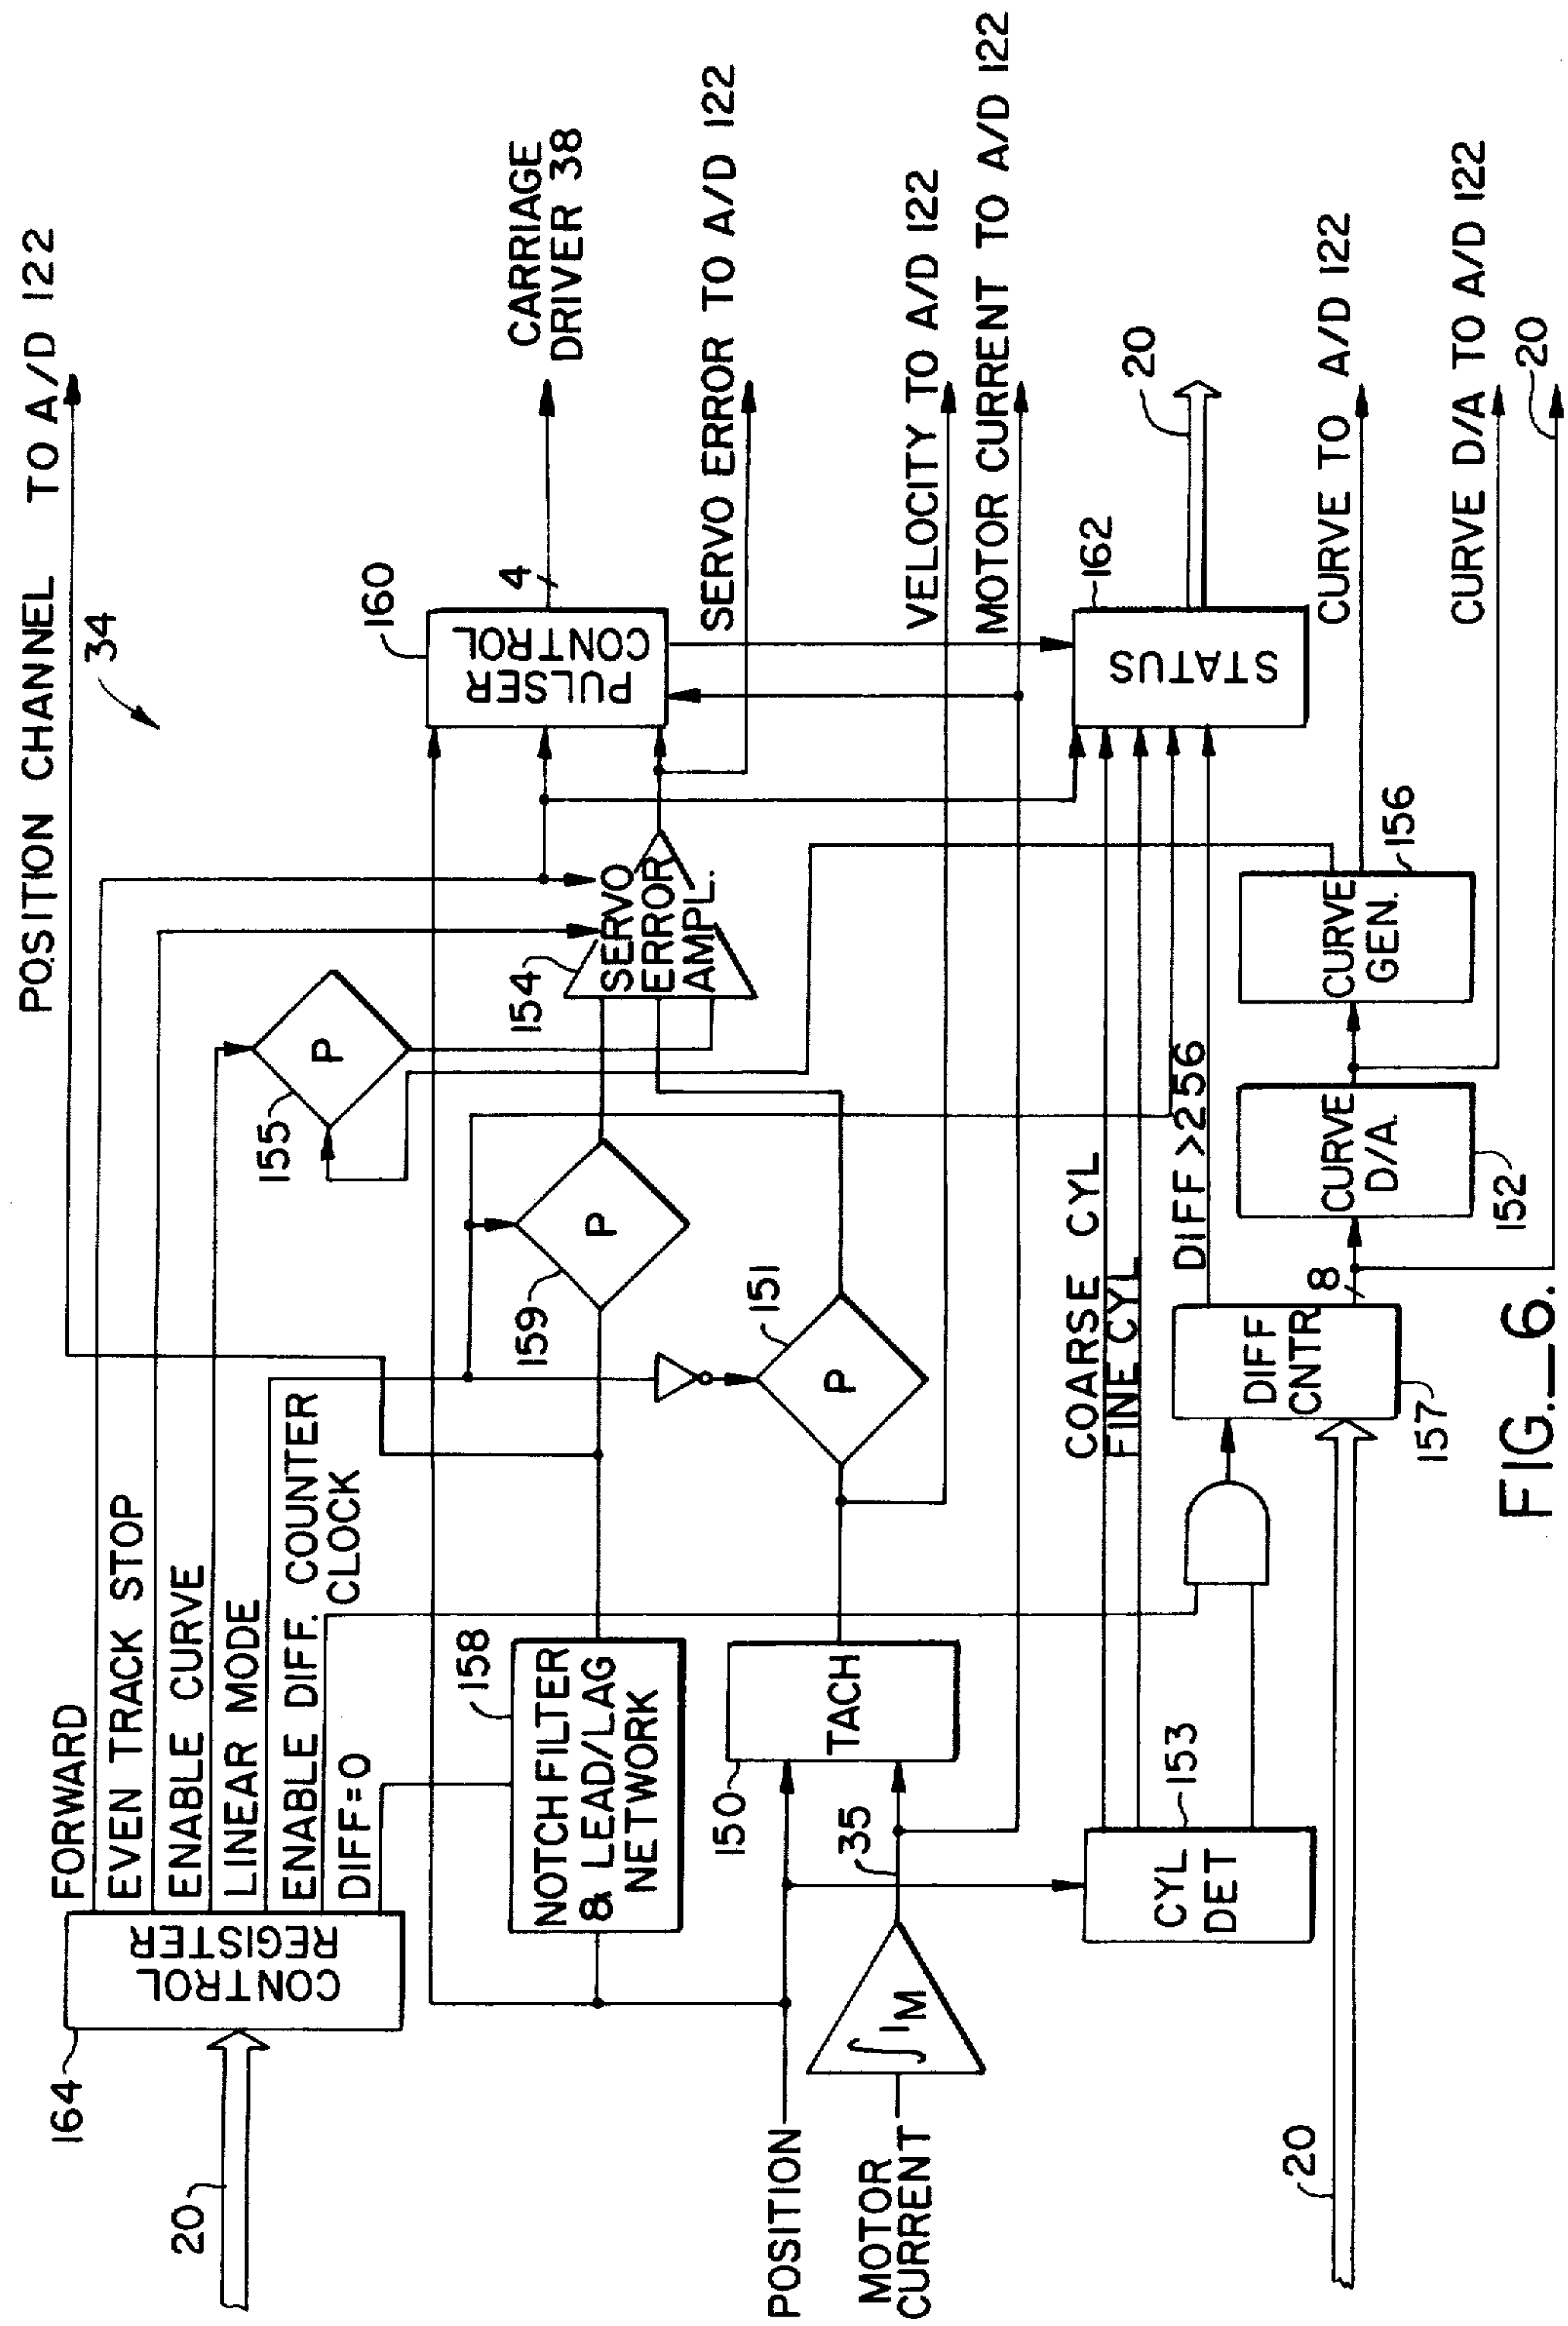 POSITION CHANNEL TO A/D 122
34
20
164
CONTROL
REGISTER
FORWARD
EVEN TRACK STOP
ENABLE CURVE
LINEAR MODE
ENABLE DIFF. COUNTER
CLOCK
DIFF=0
155
P
154
SERVO
ERROR
AMPL.
160
PULSER
CONTROL
4
CARRIAGE
DRIVER 38
SERVO ERROR TO A/D 122
158
NOTCH FILTER
& LEAD/LAG
NETWORK
159
P
151
P
VELOCITY TO A/D 122
MOTOR CURRENT TO A/D 122
POSITION
150
TACH
35
MOTOR
CURRENT
∫IM
153
CYL
DET
COARSE CYL
FINE CYL
DIFF>256
162
STATUS
20
20
157
DIFF
CNTR
8
152
CURVE
D/A.
156
CURVE
GEN.
CURVE TO A/D 122
CURVE D/A TO A/D 122
20
FIG._6.